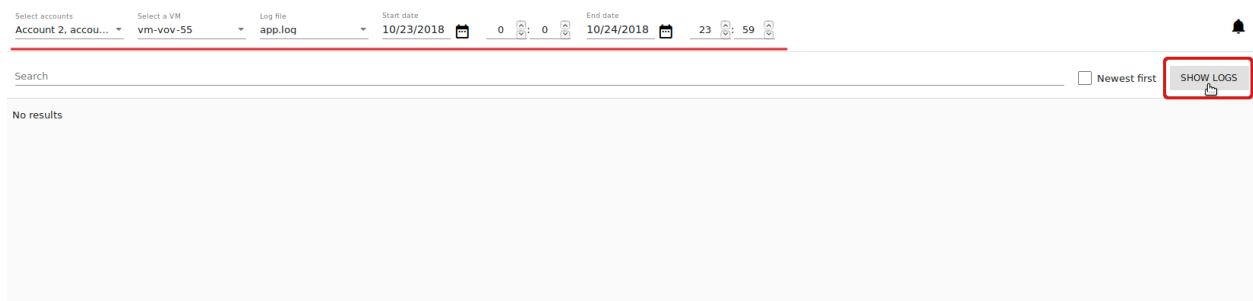 Select accounts
Select a VM
Log file
Start date
End date
Account 2, accou...
vm-vov-55
app.log
10/23/2018
0 : 0
10/24/2018
23 : 59
Search
Newest first
SHOW LOGS
No results